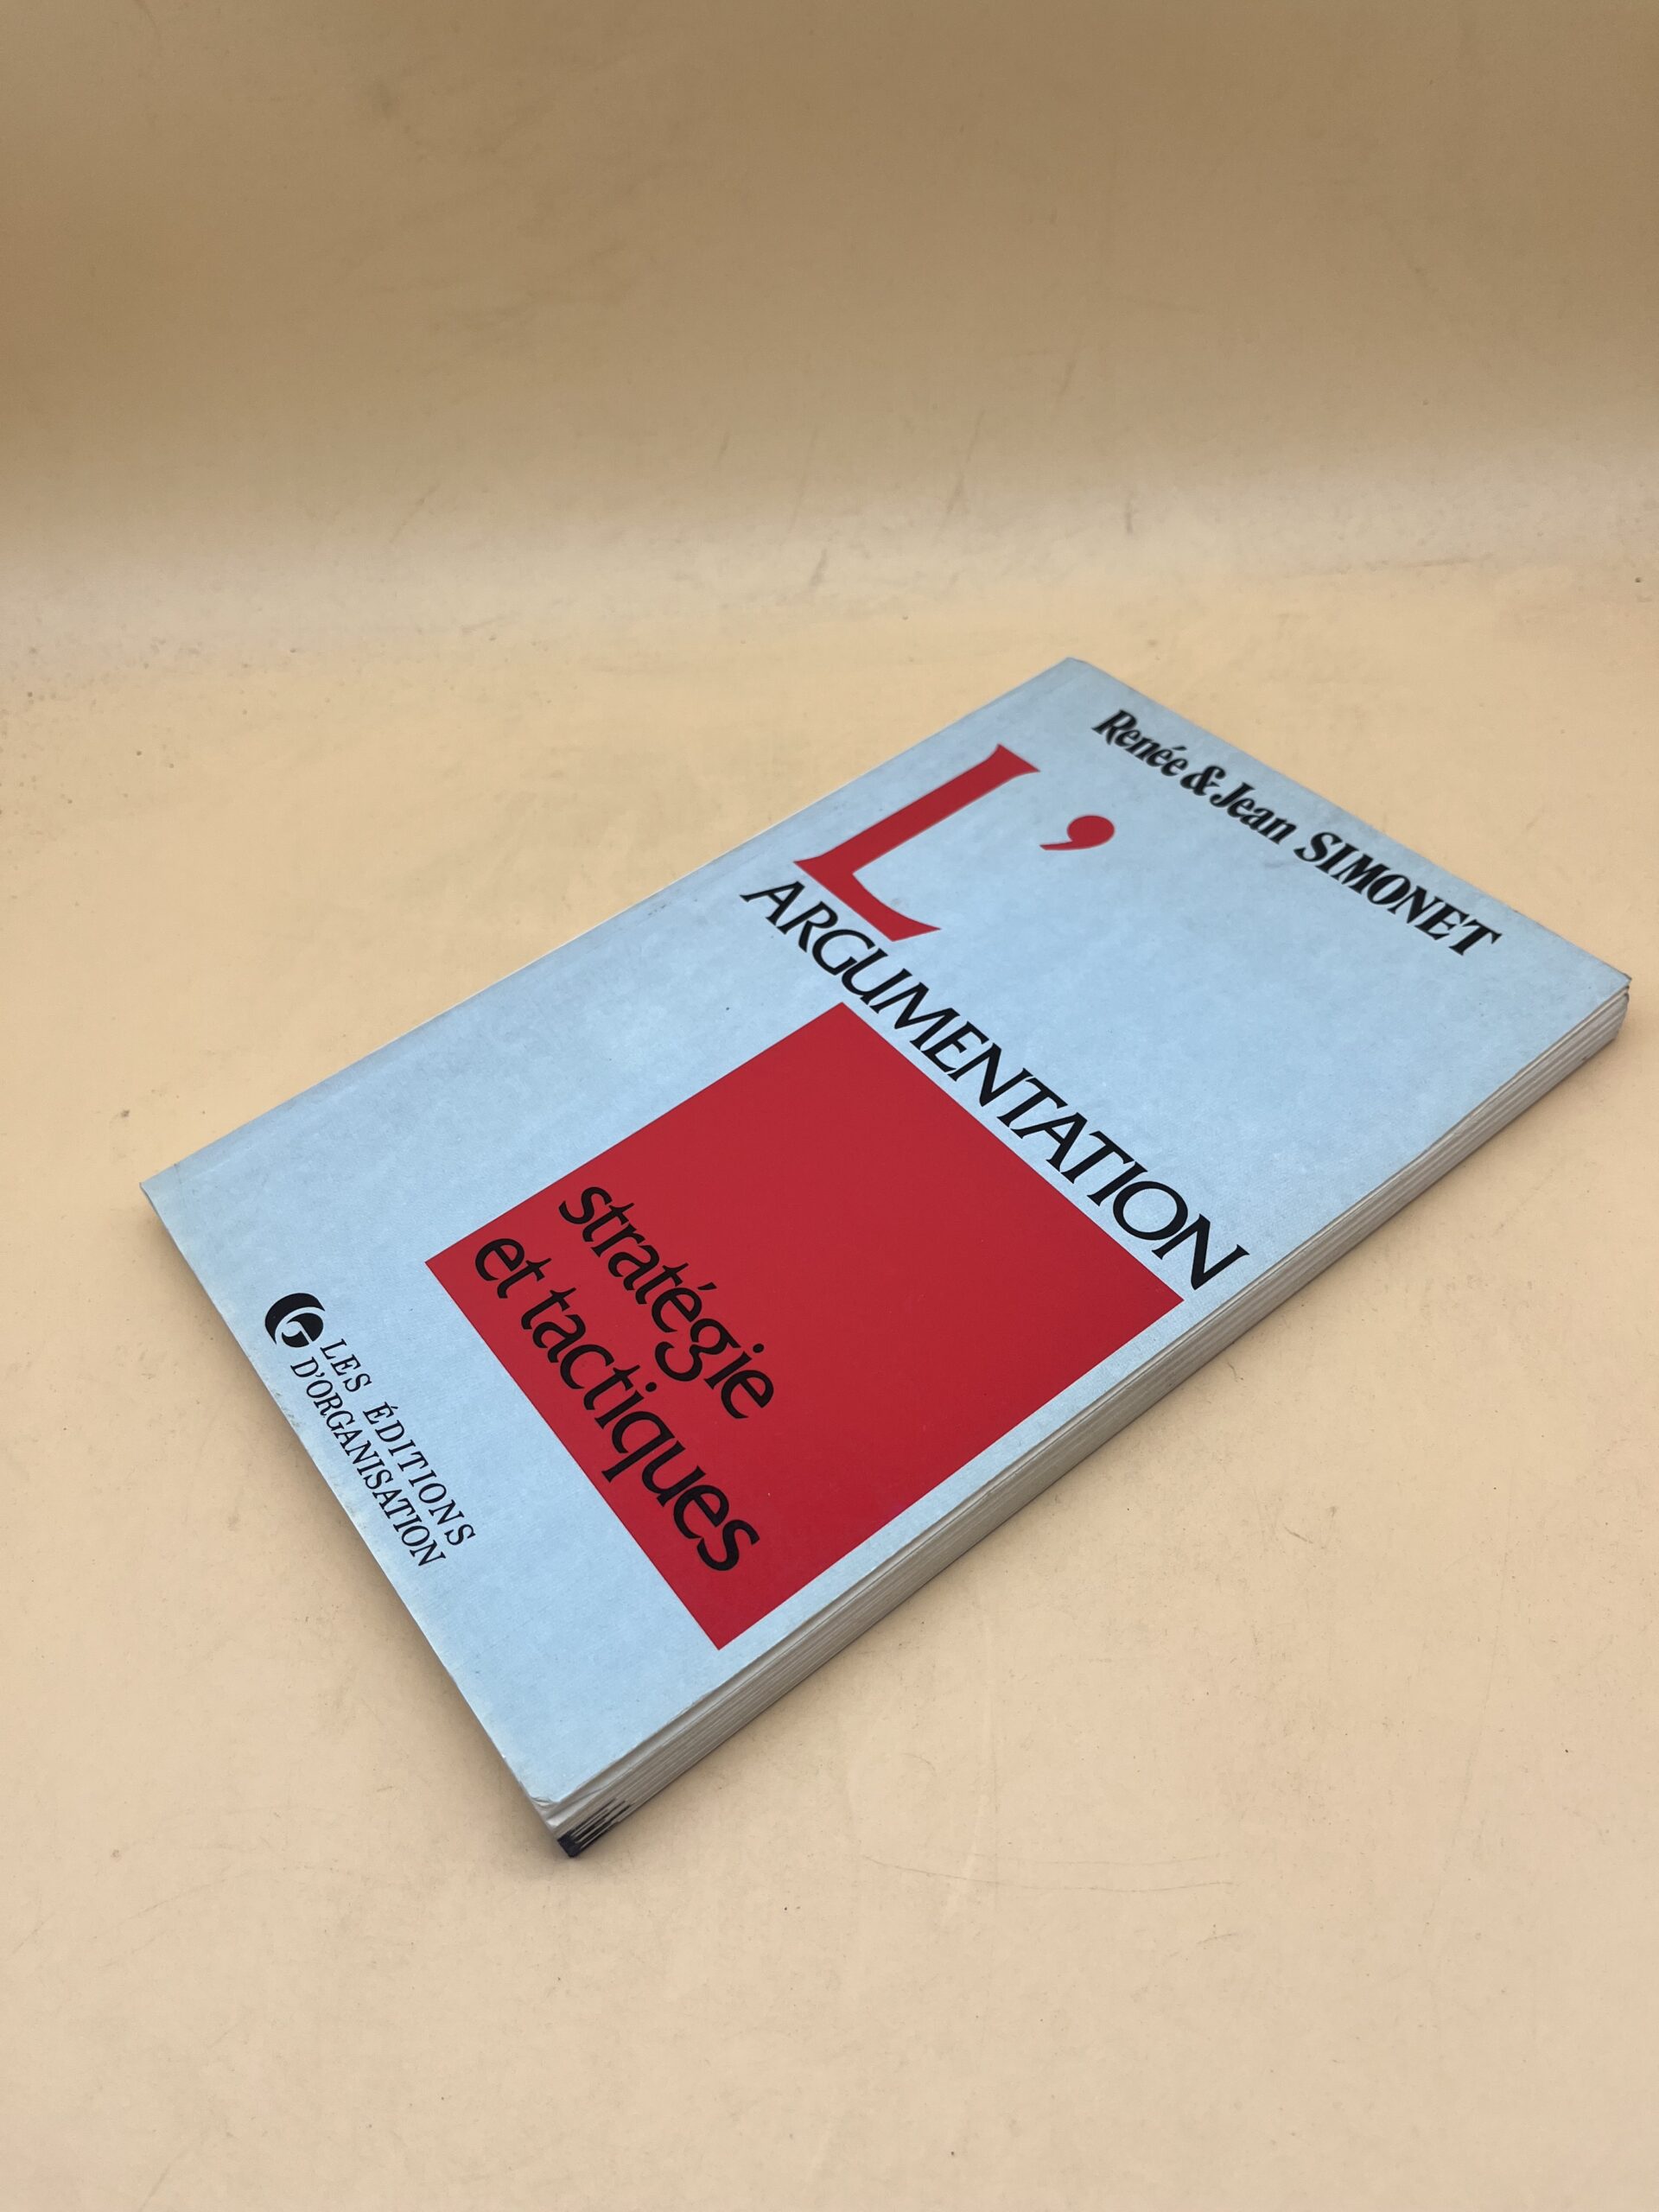 Renée & Jean SIMONET
L'
ARGUMENTATION
stratégie
et tactiques
LES ÉDITIONS
D'ORGANISATION